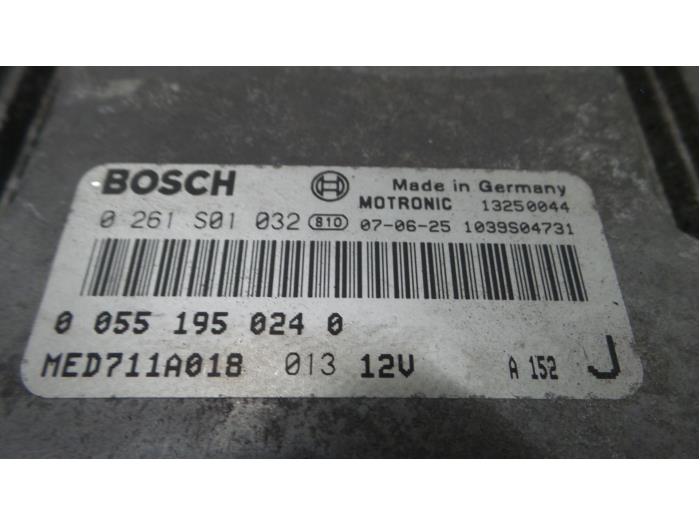 BOSCH Made in Germany
MOTRONIC 13250044
0 261 S01 032 810 07-06-25 1039S04731
0 055 195 024 0
MED711A018 013 12V A 152 J